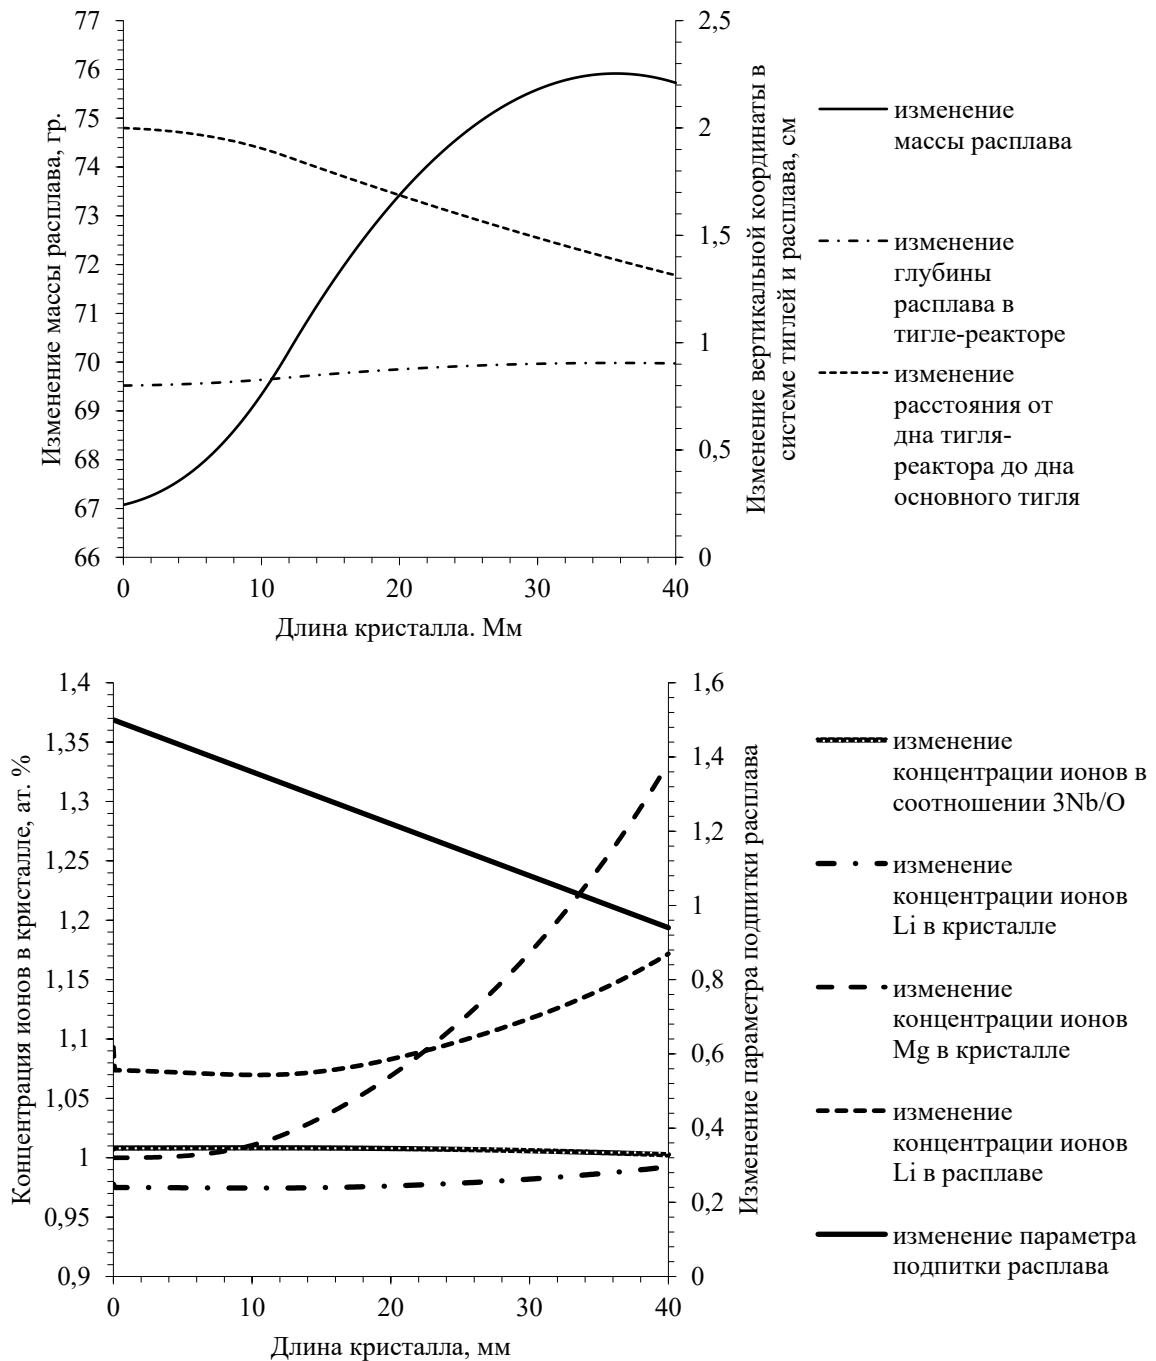 77
76
75
74
73
72
71
70
69
68
67
66
Изменение массы расплава, гр.
2,5
2
1,5
1
0,5
0
Изменение вертикальной координаты в
системе тиглей и расплава, см
0 10 20 30 40
Длина кристалла. Мм
изменение
массы расплава
изменение
глубины
расплава в
тигле-реакторе
изменение
расстояния от
дна тигля-
реактора до дна
основного тигля
1,4
1,35
1,3
1,25
1,2
1,15
1,1
1,05
1
0,95
0,9
Концентрация ионов в кристалле, ат. %
1,6
1,4
1,2
1
0,8
0,6
0,4
0,2
0
Изменение параметра подпитки расплава
0 10 20 30 40
Длина кристалла, мм
изменение
концентрации ионов в
соотношении 3Nb/O
изменение
концентрации ионов
Li в кристалле
изменение
концентрации ионов
Mg в кристалле
изменение
концентрации ионов
Li в расплаве
изменение параметра
подпитки расплава